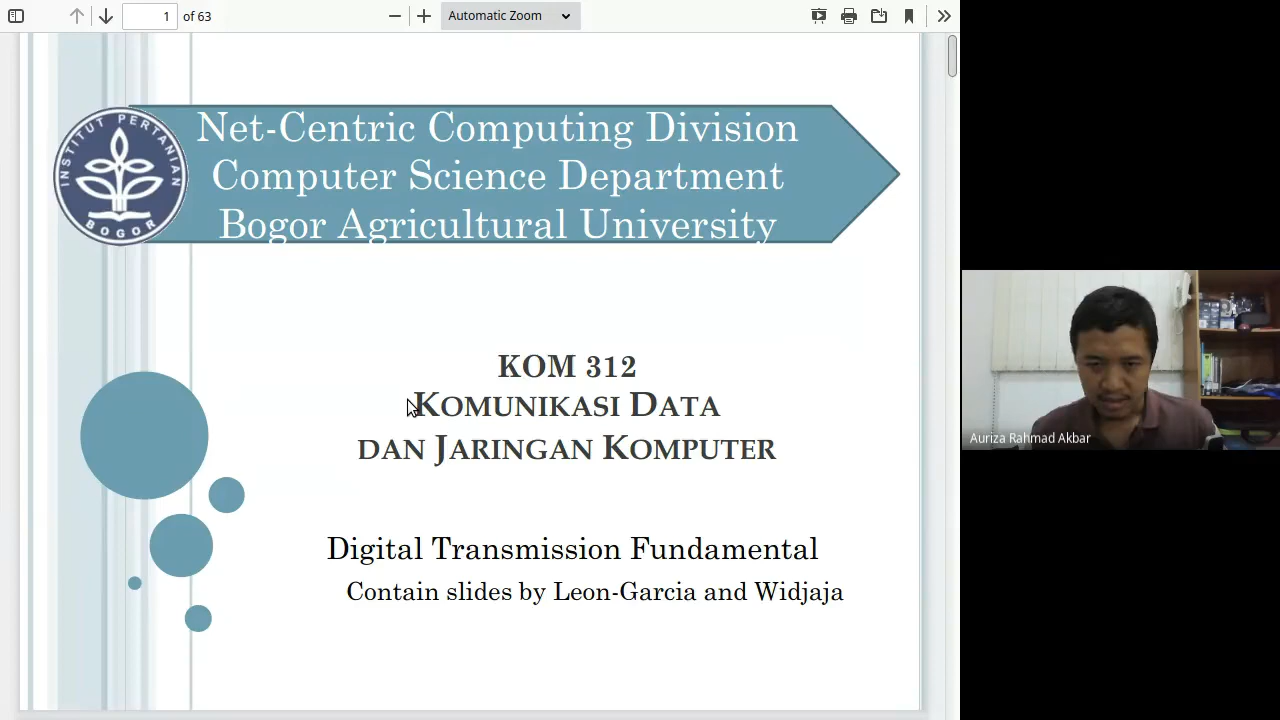 1 of 63
Automatic Zoom
INSTITUT PERTANIAN
BOGOR
Net-Centric Computing Division
Computer Science Department
Bogor Agricultural University
KOM 312
KOMUNIKASI DATA
DAN JARINGAN KOMPUTER
Digital Transmission Fundamental
Contain slides by Leon-Garcia and Widjaja
Auriza Rahmad Akbar